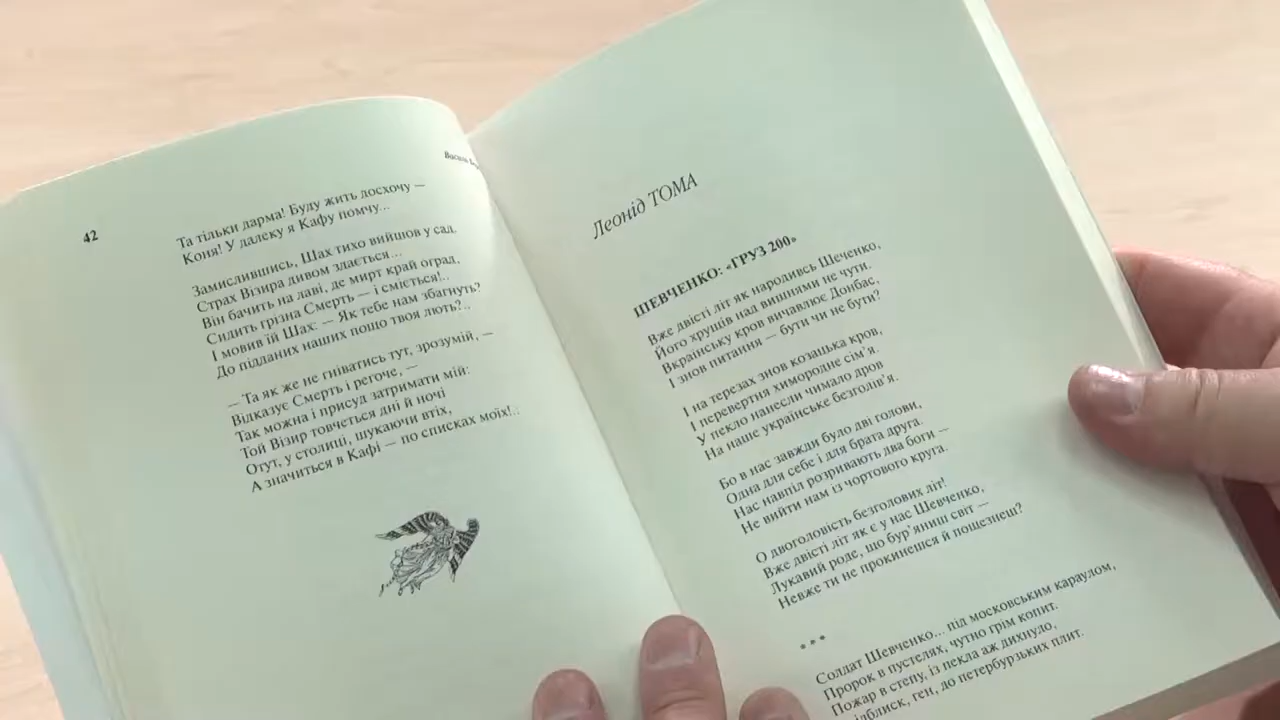 42
Василь
Та тільки дарма! Буду жить досхочу —
Коня! У далеку я Кафу помчу...
Замислившись, Шах тихо вийшов у сад.
Страх Візира дивом здається...
Він бачить на лаві, де мирт край оград,
Сидить грізна Смерть — і сміється!..
І мовив їй Шах: — Як тебе нам збагнуть?
До підданих наших пощо твоя лють?..
— Та як же не гніватись тут, зрозумій, —
Відказує Смерть і регоче, —
Так можна і присуд затримати мій:
Той Візир товчеться дні й ночі
Отут, у столиці, шукаючи втіх,
А значиться в Кафі — по списках моїх!..
Леонід ТОМА
ШЕВЧЕНКО: «ГРУЗ 200»
Вже двісті літ як народивсь Шевченко,
Його хрущів над вишнями не чути.
Вкраїнську кров вичавлює Донбас,
І знов питання — бути чи не бути?
І на терезах знов козацька кров,
І перевертня химородне сім'я.
У пекло нанесли чимало дров
На наше українське безголів'я.
Бо в нас завжди було дві голови,
Одна для себе і для брата друга.
Нас навпіл розривають два боги —
Не вийти нам із чортового круга.
О двоголовість безголових літ!
Вже двісті літ як є у нас Шевченко,
Лукавий роде, що бур'яниш світ —
Невже ти не прокинешся й пощезнеш?
* * *
Солдат Шевченко... під московським караулом,
Пророк в пустелях, чутно грім копит.
Пожар в степу, із пекла аж дихнуло,
ідблиск, ген, до петербурзьких плит.